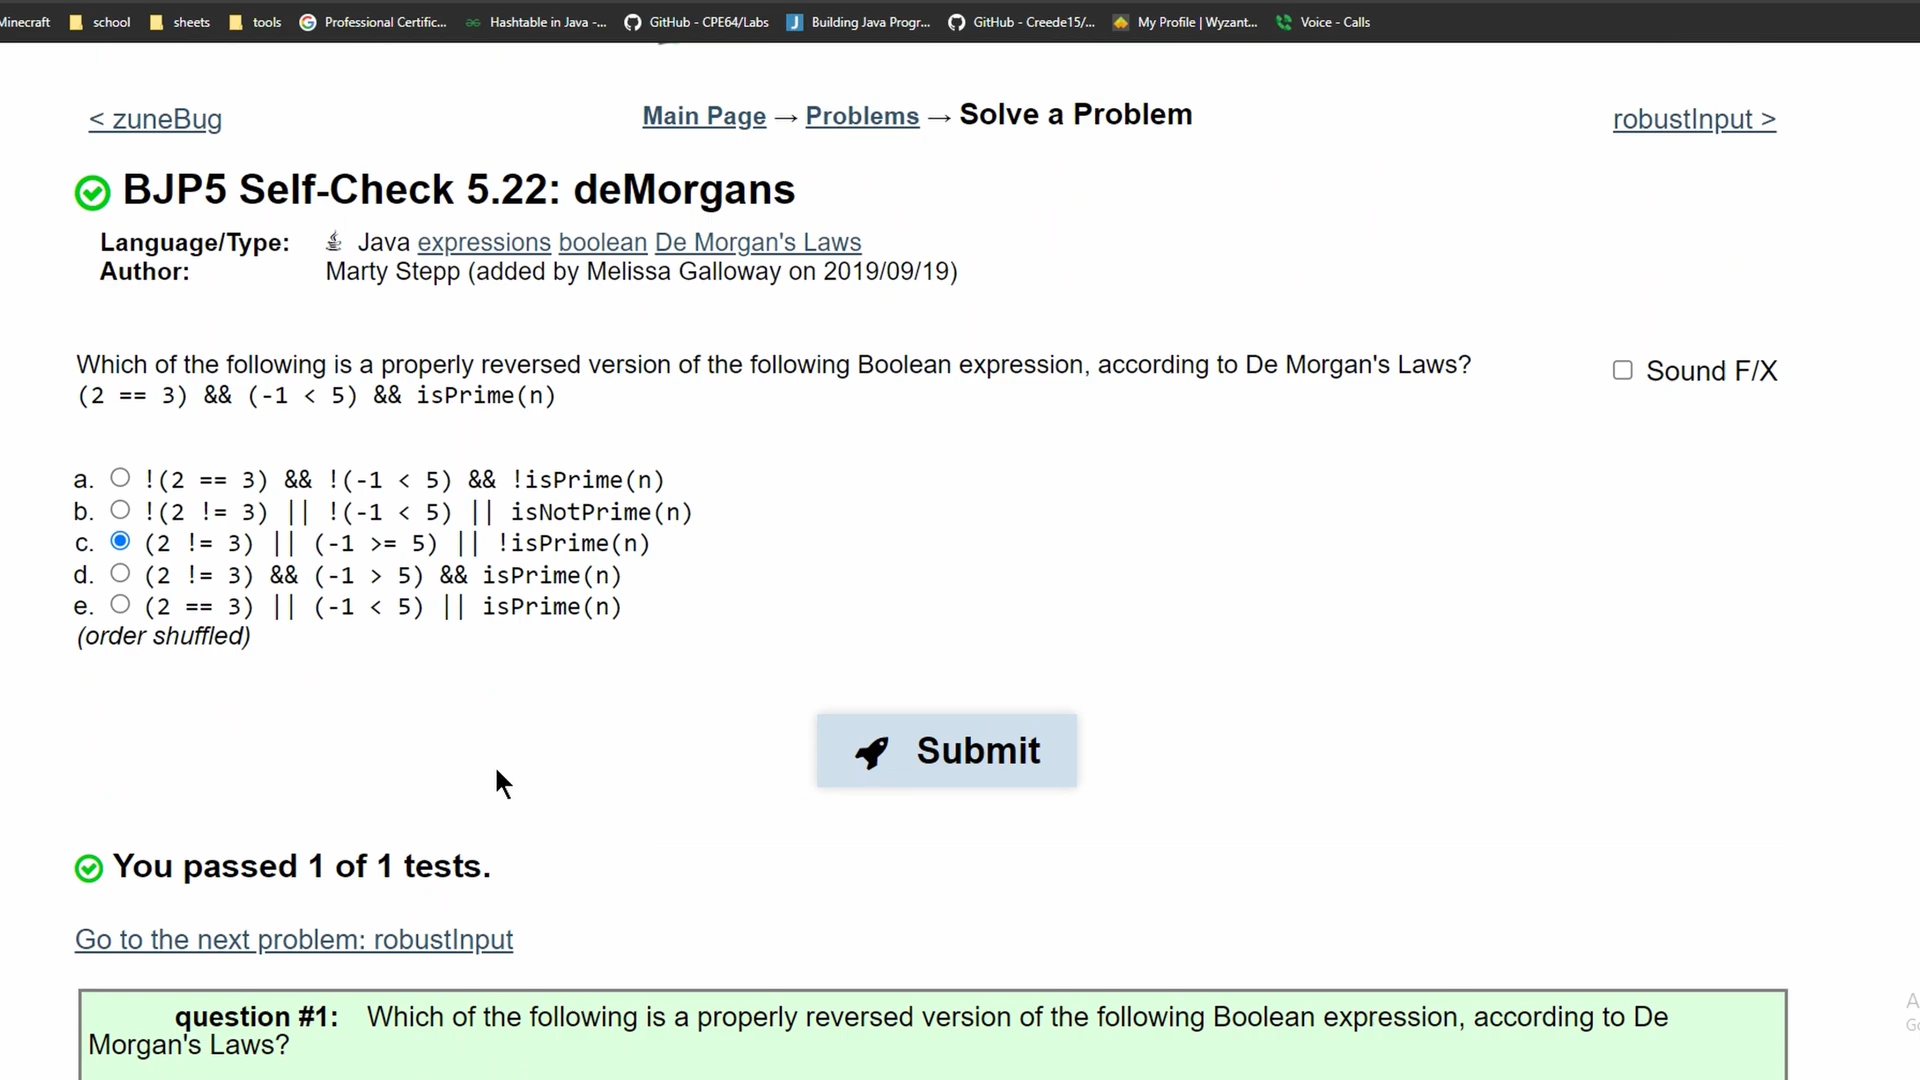 Minecraft school sheets tools Professional Certific... Hashtable in Java -... GitHub - CPE64/Labs Building Java Progr... GitHub - Creede15/... My Profile | Wyzant... Voice - Calls
< zuneBug Main Page → Problems → Solve a Problem robustInput >
BJP5 Self-Check 5.22: deMorgans
Language/Type: Java expressions boolean De Morgan's Laws
Author: Marty Stepp (added by Melissa Galloway on 2019/09/19)
Which of the following is a properly reversed version of the following Boolean expression, according to De Morgan's Laws? Sound F/X
(2 == 3) && (-1 < 5) && isPrime(n)
a. !(2 == 3) && !(-1 < 5) && !isPrime(n)
b. !(2 != 3) || !(-1 < 5) || isNotPrime(n)
c. (2 != 3) || (-1 >= 5) || !isPrime(n)
d. (2 != 3) && (-1 > 5) && isPrime(n)
e. (2 == 3) || (-1 < 5) || isPrime(n)
(order shuffled)
Submit
You passed 1 of 1 tests.
Go to the next problem: robustInput
question #1: Which of the following is a properly reversed version of the following Boolean expression, according to De
Morgan's Laws?